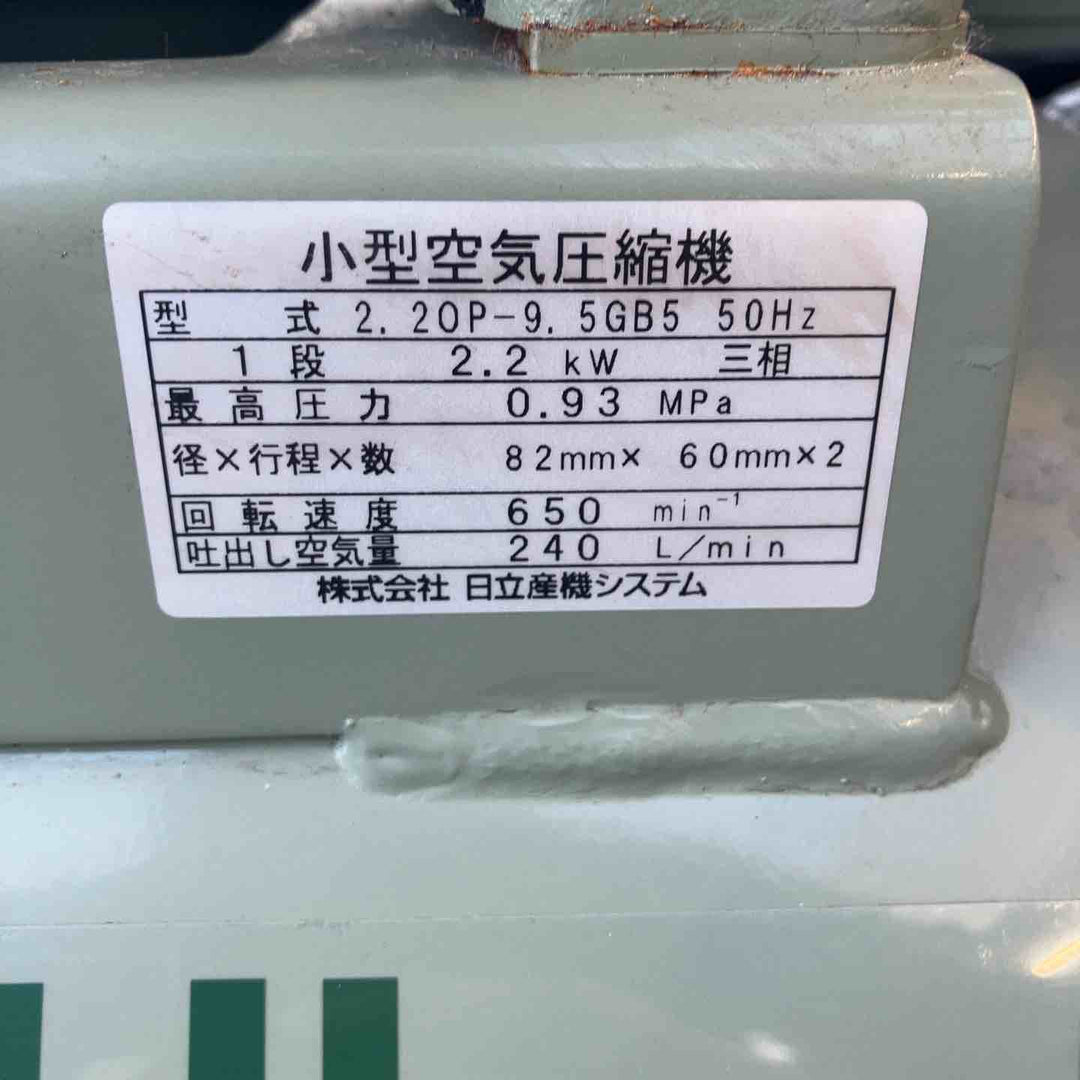 小型空気圧縮機
型式 2.2OP-9.5GB5 50Hz
1段 2.2 kW 三相
最高圧力 0.93 MPa
径×行程×数 82mm× 60mm×2
回転速度 650 min⁻¹
吐出し空気量 240 L/min
株式会社 日立産機システム